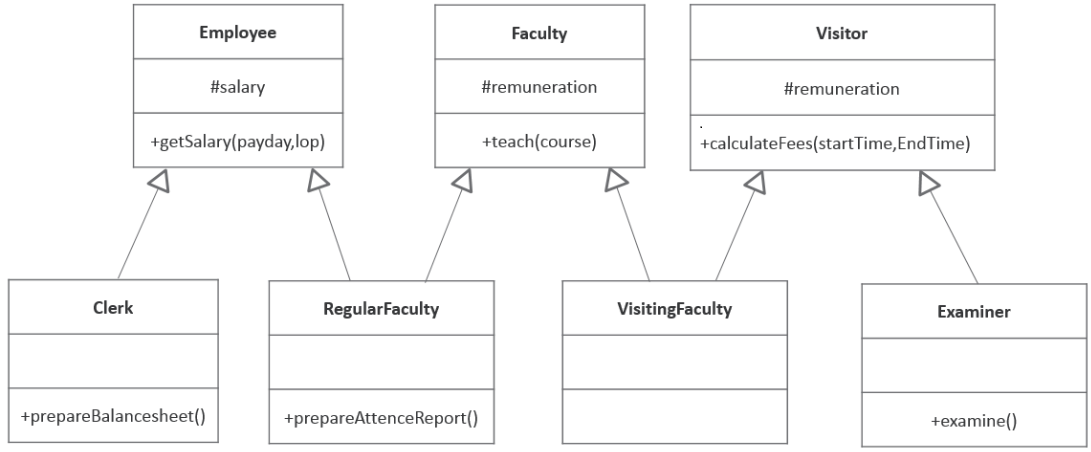 Employee
#salary
+getSalary(payday,lop)
Faculty
#remuneration
+teach(course)
Visitor
#remuneration
+calculateFees(startTime,EndTime)
Clerk
+prepareBalancesheet()
RegularFaculty
+prepareAttenceReport()
VisitingFaculty
Examiner
+examine()